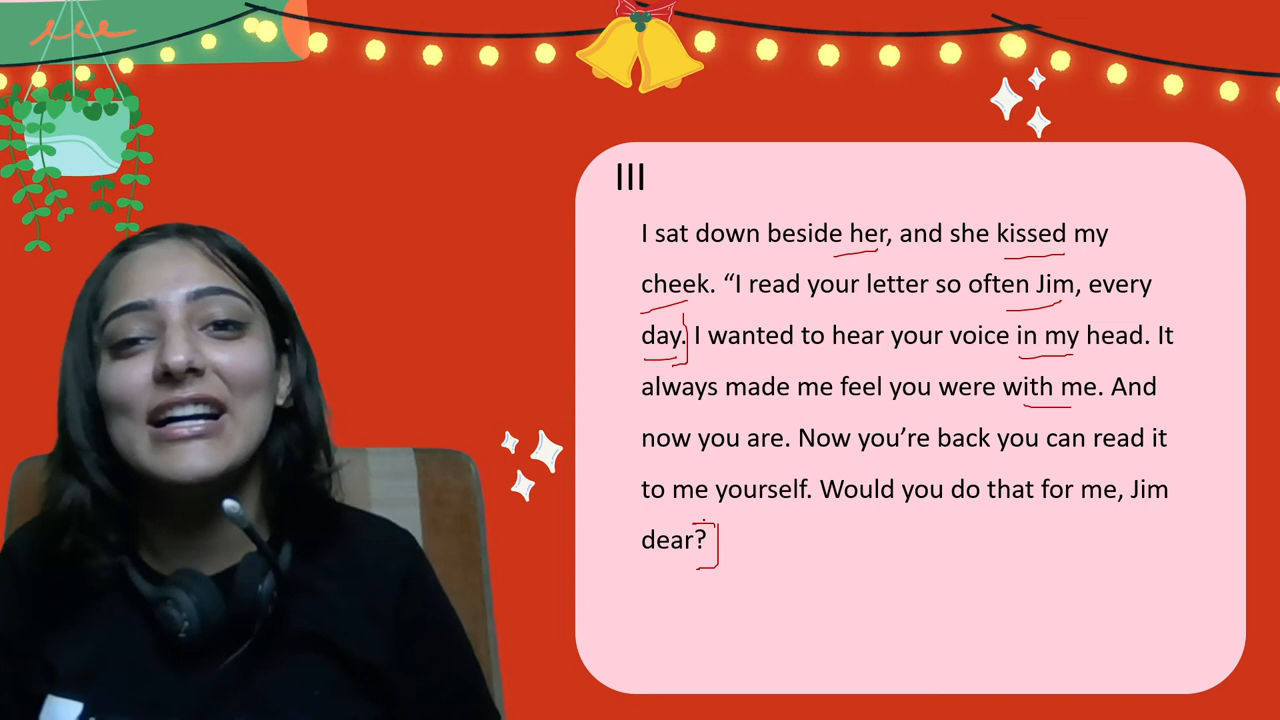 III
I sat down beside her, and she kissed my
cheek. “I read your letter so often Jim, every
day. I wanted to hear your voice in my head. It
always made me feel you were with me. And
now you are. Now you’re back you can read it
to me yourself. Would you do that for me, Jim
dear?